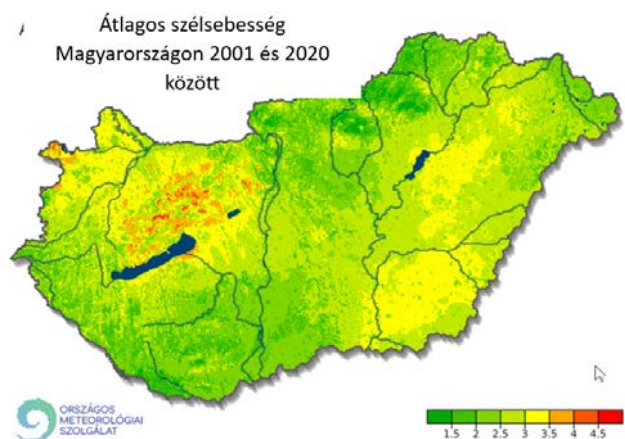 Átlagos szélsebesség
Magyarországon 2001 és 2020
között
ORSZÁGOS
METEOROLÓGIAI
SZOLGÁLAT
1.5 2 2.5 3 3.5 4 4.5